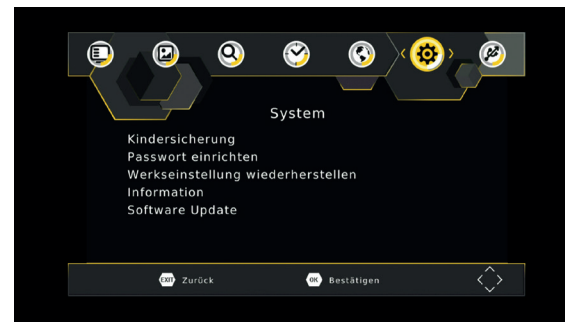 System
Kindersicherung
Passwort einrichten
Werkseinstellung wiederherstellen
Information
Software Update
EXIT Zurück OK Bestätigen